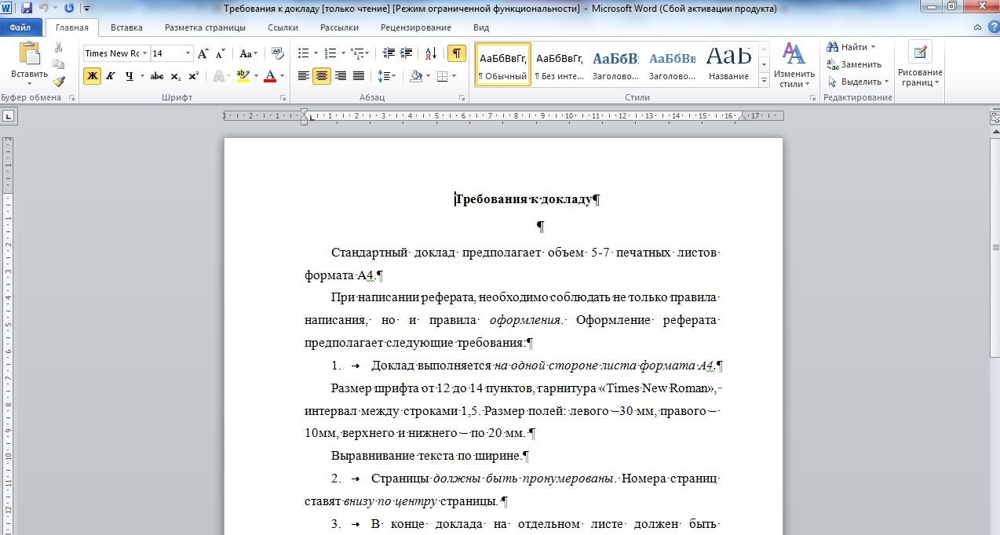 Требования к докладу [только чтение] [Режим ограниченной функциональности] - Microsoft Word (Сбой активации продукта)
Файл Главная Вставка Разметка страницы Ссылки Рассылки Рецензирование Вид
Times New Ro 14 Aa
АаБбВвГг, АаБбВвГг, АаБбВ: АаБбВв АаБ
Найти
Заменить
Выделить
Вставить
Ж К Ч abc x₂ x² A ab А
¶ Обычный ¶ Без инте... Заголово... Заголово... Название
Изменить стили
Рисование границ
Буфер обмена Шрифт Абзац Стили Редактирование
3 2 1 1 2 3 4 5 6 7 8 9 10 11 12 13 14 15 16 17
Требования·к·докладу¶
¶
Стандартный· доклад· предполагает· объем· 5-7· печатных· листов·
формата·А4.¶
При·написании·реферата,·необходимо·соблюдать·не·только·правила·
написания,· но· и· правила· оформления.· Оформление· реферата·
предполагает·следующие·требования:¶
1. → Доклад·выполняется·на·одной·стороне·листа·формата·А4.¶
Размер·шрифта·от·12·до·14·пунктов,·гарнитура·«Times·New·Roman»,·
интервал·между·строками·1,5.·Размер·полей:·левого·–30·мм,·правого·–·
10мм,·верхнего·и·нижнего·–·по·20·мм.·¶
Выравнивание·текста·по·ширине.¶
2. → Страницы·должны·быть·пронумерованы.·Номера·страниц·
ставят·внизу·по·центру·страницы.·¶
3. → В· конце· доклада· на· отдельном· листе· должен· быть·